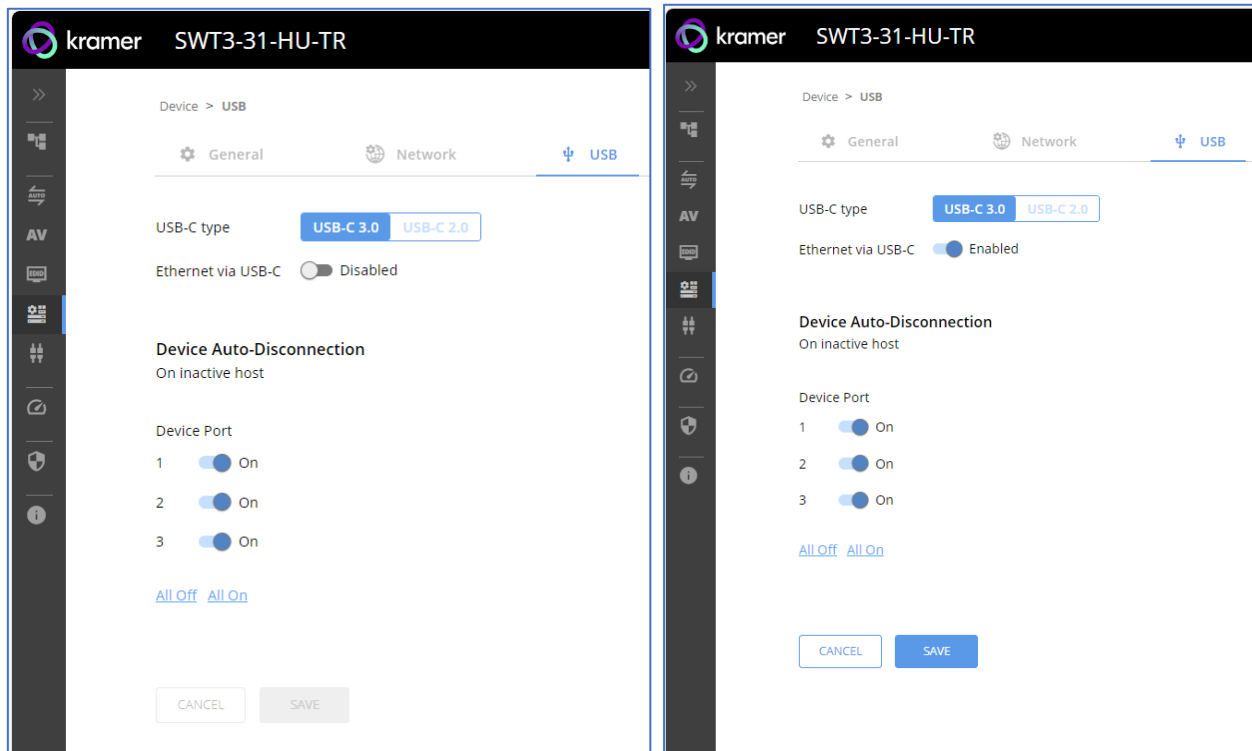 kramer SWT3-31-HU-TR
Device > USB
General Network USB
USB-C type USB-C 3.0 USB-C 2.0
Ethernet via USB-C Disabled
Device Auto-Disconnection
On inactive host
Device Port
1 On
2 On
3 On
All Off All On
CANCEL SAVE
AUTO
AV
EDID
kramer SWT3-31-HU-TR
Device > USB
General Network USB
USB-C type USB-C 3.0 USB-C 2.0
Ethernet via USB-C Enabled
Device Auto-Disconnection
On inactive host
Device Port
1 On
2 On
3 On
All Off All On
CANCEL SAVE
AUTO
AV
EDID